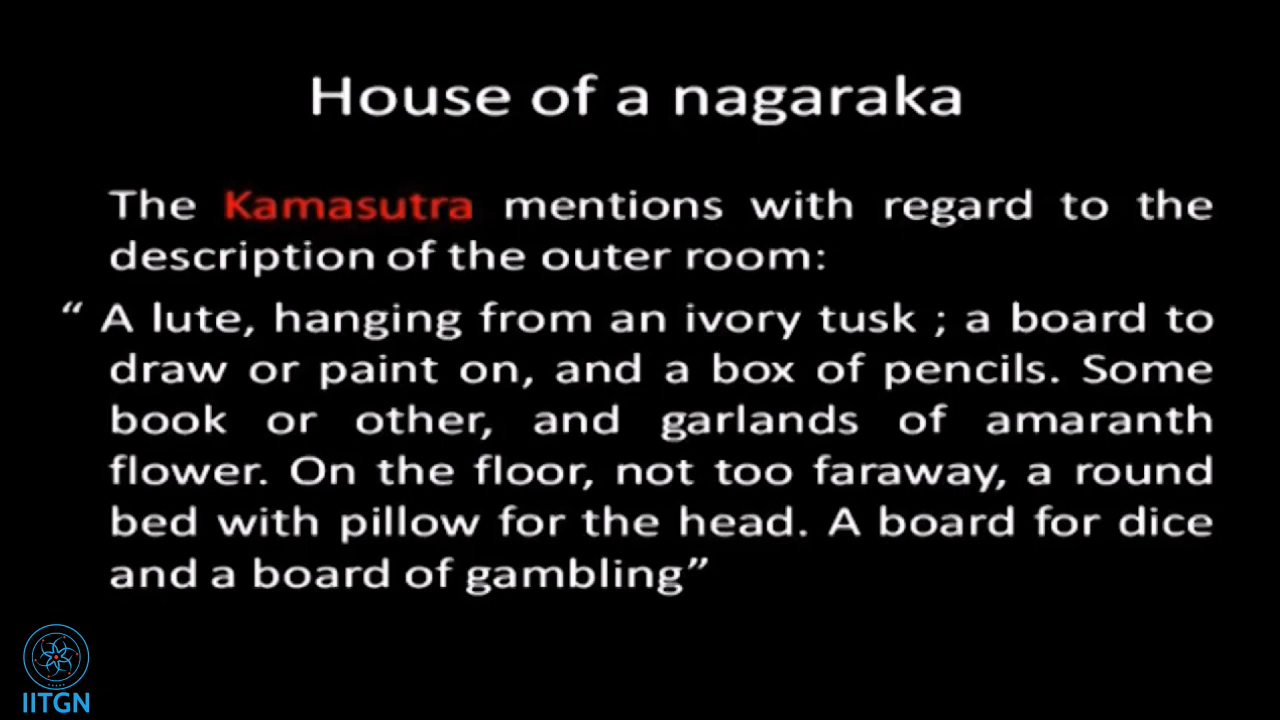 House of a nagaraka
The Kamasutra mentions with regard to the
description of the outer room:
“ A lute, hanging from an ivory tusk ; a board to
draw or paint on, and a box of pencils. Some
book or other, and garlands of amaranth
flower. On the floor, not too faraway, a round
bed with pillow for the head. A board for dice
and a board of gambling”
IITGN